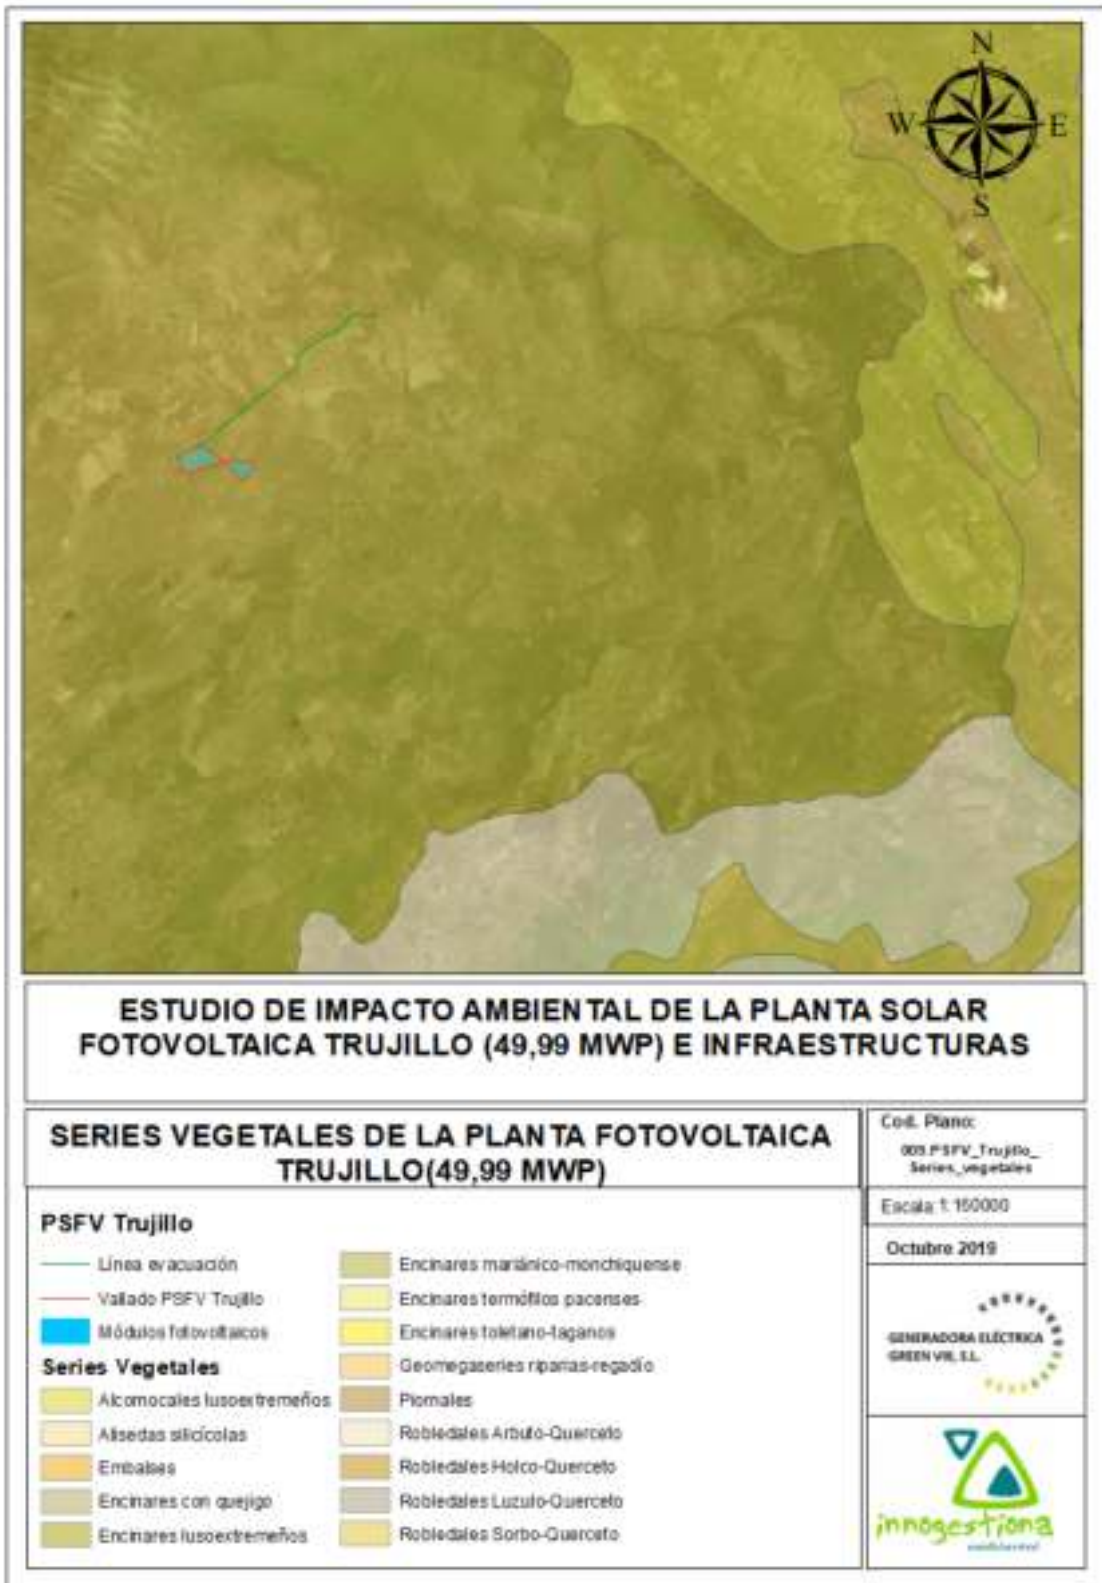 N
W
E
S
ESTUDIO DE IMPACTO AMBIENTAL DE LA PLANTA SOLAR
FOTOVOLTAICA TRUJILLO (49,99 MWP) E INFRAESTRUCTURAS
SERIES VEGETALES DE LA PLANTA FOTOVOLTAICA
TRUJILLO(49,99 MWP)
PSFV Trujillo
Línea evacuación
Vallado PSFV Trujillo
Módulos fotovoltaicos
Series Vegetales
Alcornocales lusoextremeños
Alisedas silicícolas
Embalses
Encinares con quejigo
Encinares lusoextremeños
Encinares mariánico-monchiquense
Encinares termófilos pacenses
Encinares toletano-taganos
Geomegaseries riparias-regadío
Piornales
Robledales Arbuto-Querceto
Robledales Holco-Querceto
Robledales Luzulo-Querceto
Robledales Sorbo-Querceto
Cod. Plano:
009.PSFV_Trujillo_
Series_vegetales
Escala 1: 150000
Octubre 2019
GENERADORA ELÉCTRICA
GREEN VIII, S.L.
innogestiona